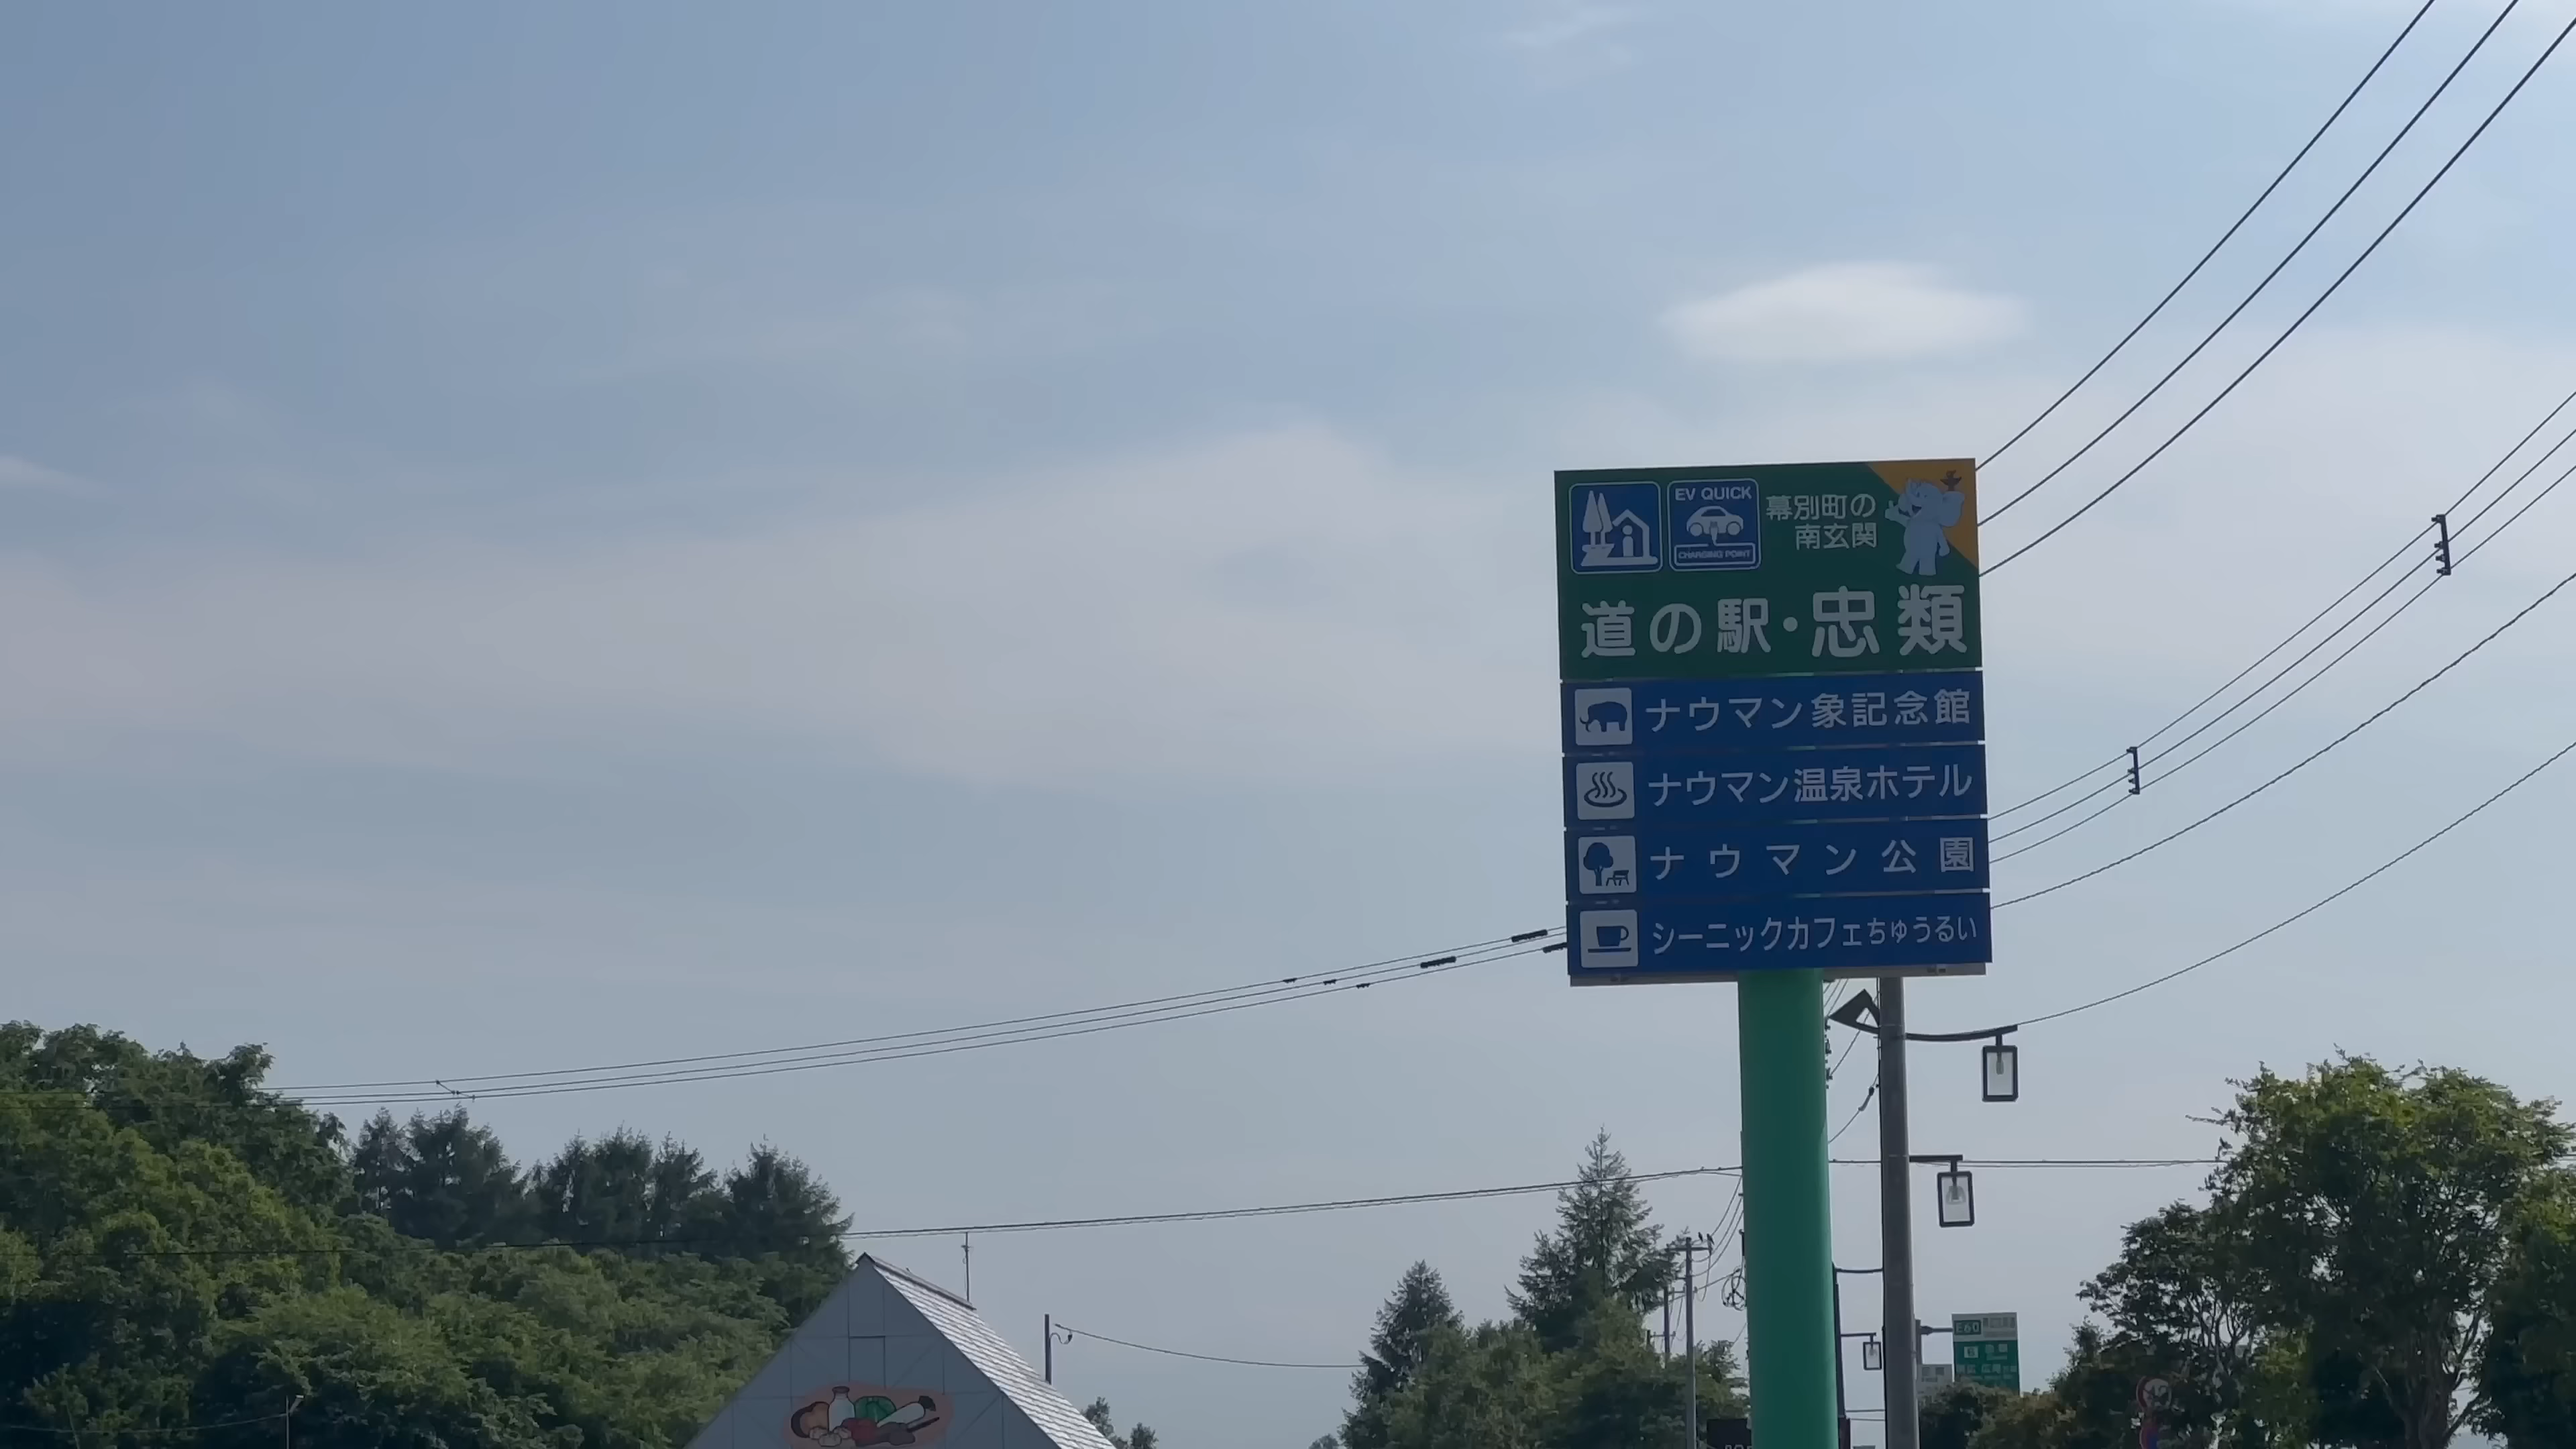 EV QUICK
CHARGING POINT
幕別町の
南玄関
道の駅・忠類
ナウマン象記念館
ナウマン温泉ホテル
ナウマン公園
シーニックカフェちゅうるい
E60